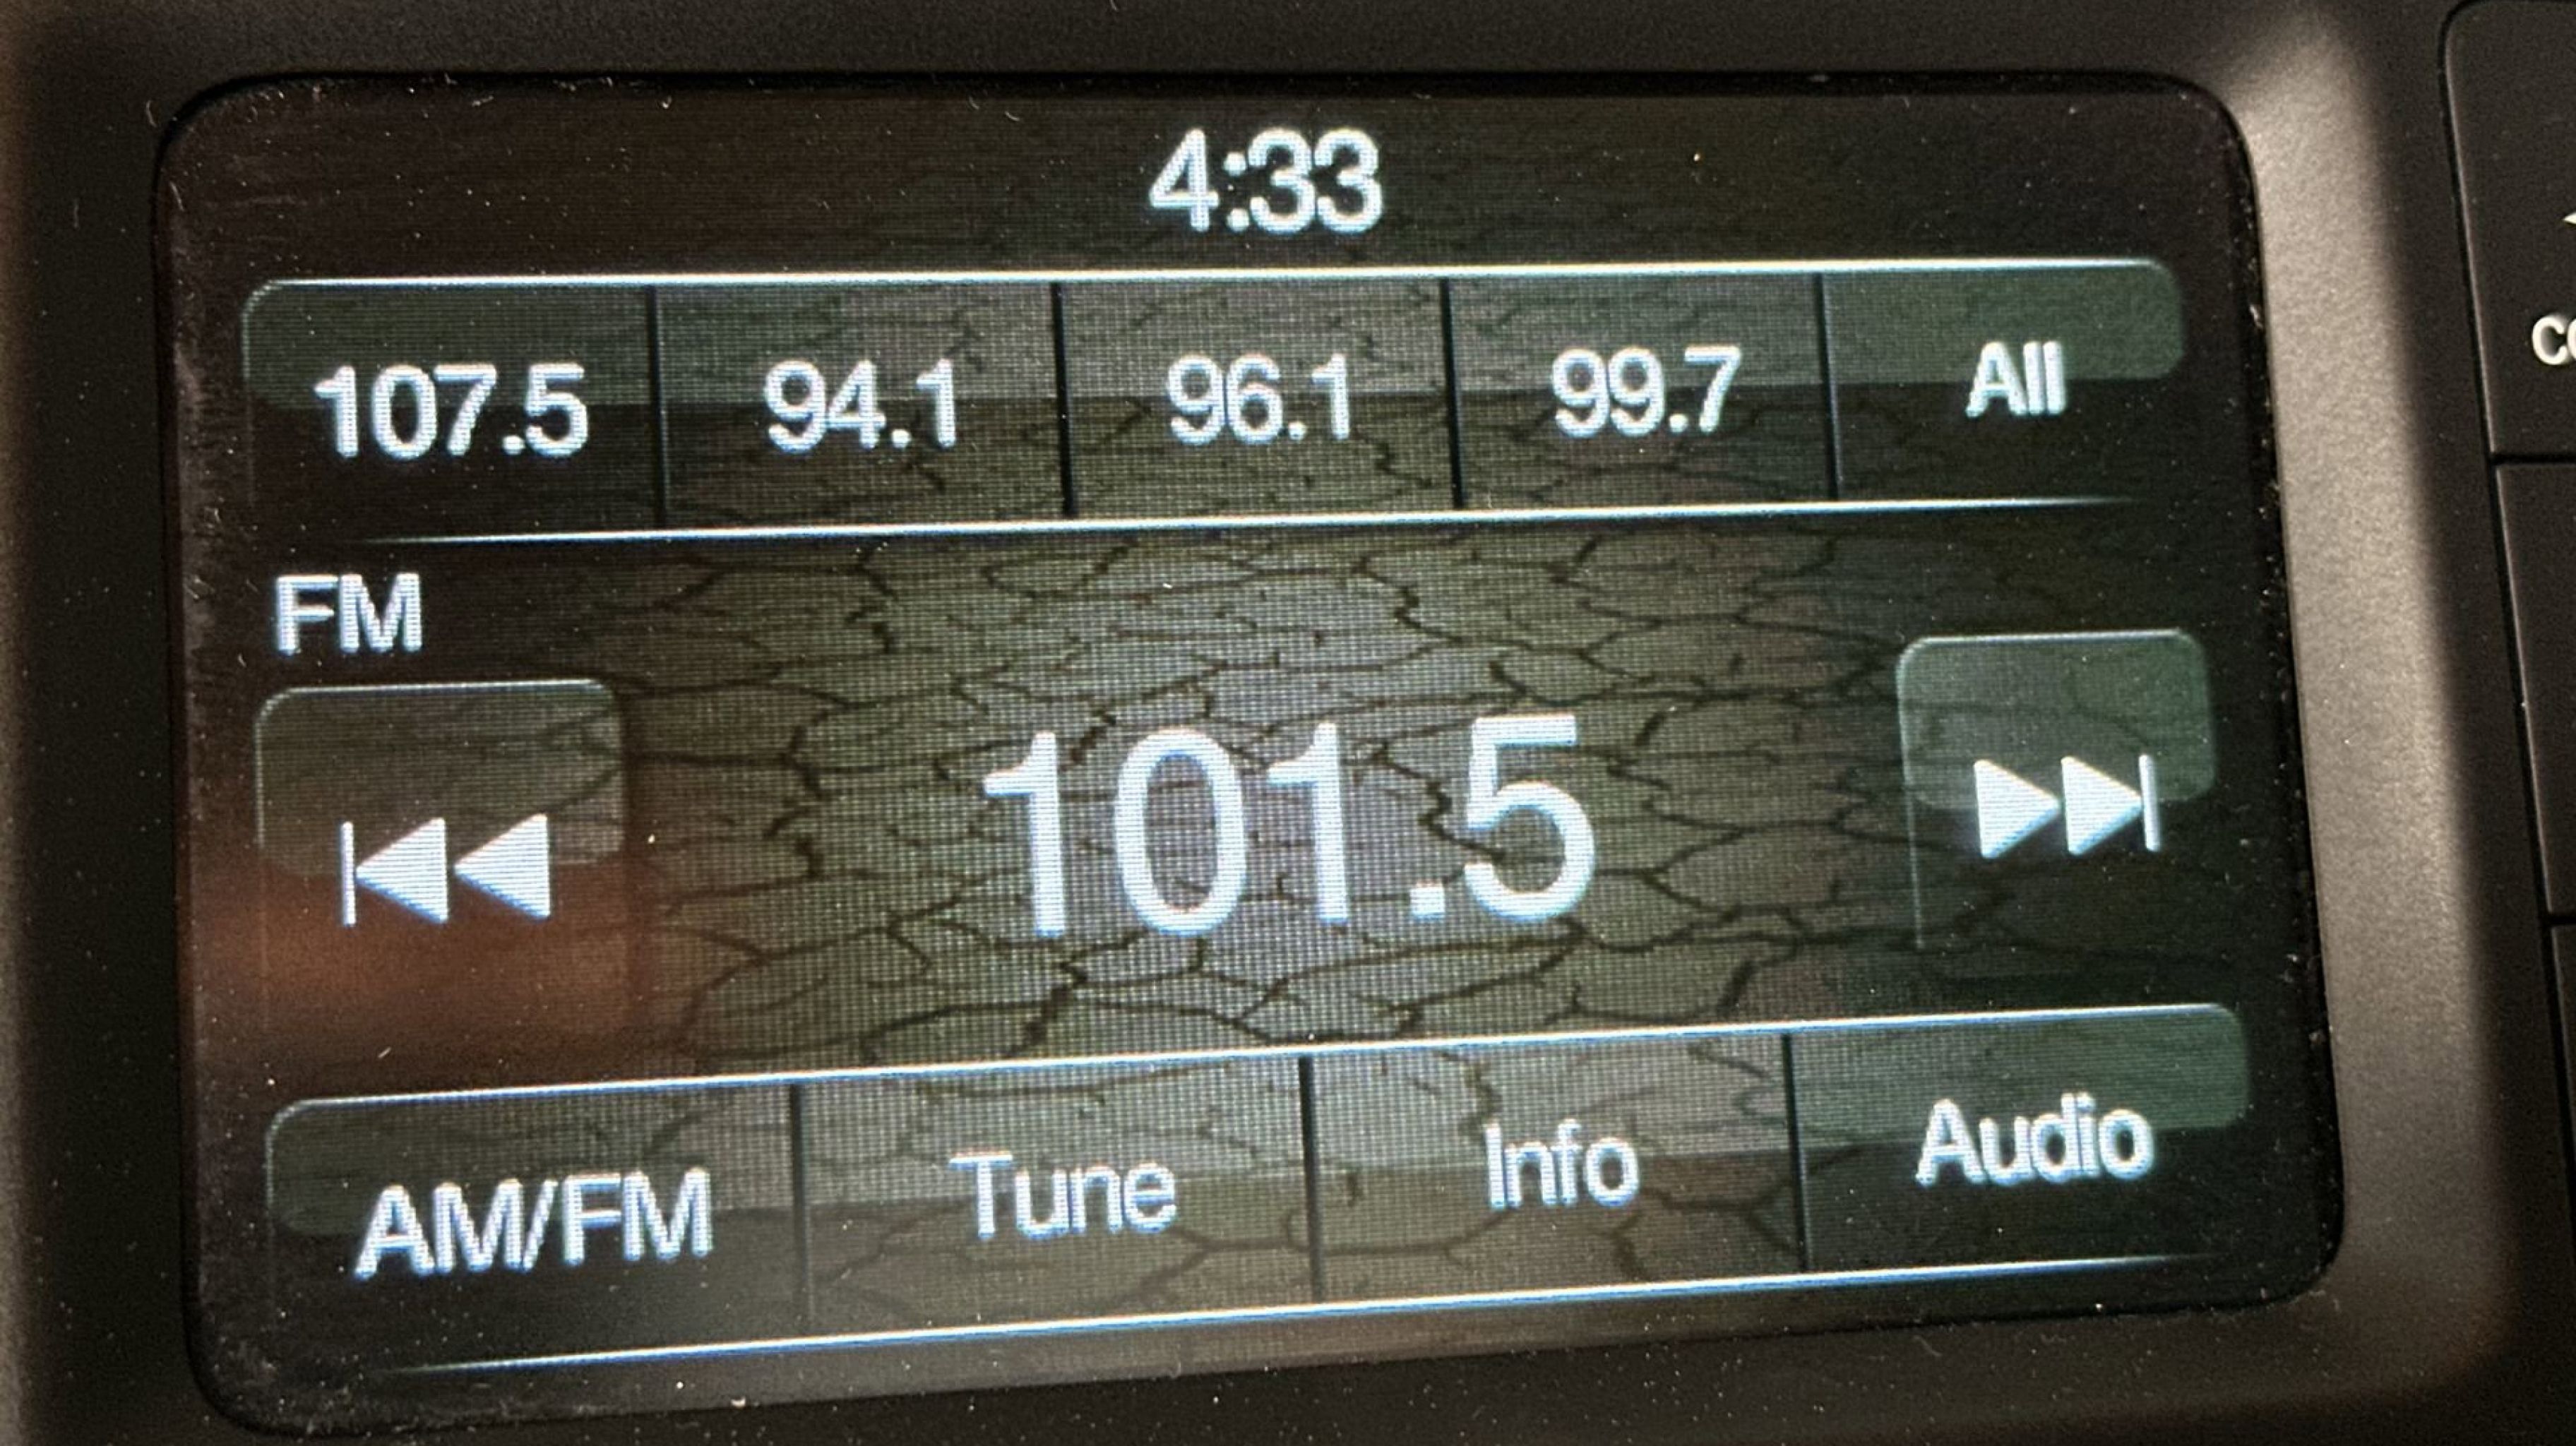 4:33
107.5 94.1 96.1 99.7 All
FM
101.5
AM/FM Tune Info Audio